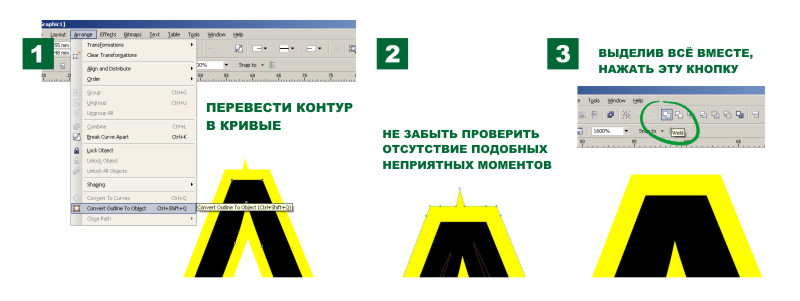 Graphic1]
1
Layout Arrange Effects Bitmaps Text Table Tools Window Help
Transformations
Clear Transformations
Align and Distribute
Order
Group Ctrl+G
Ungroup Ctrl+U
Ungroup All
Combine Ctrl+L
Break Curve Apart Ctrl+K
Lock Object
Unlock Object
Unlock All Objects
Shaping
Convert To Curves Ctrl+Q
Convert Outline To Object Ctrl+Shift+Q
Close Path
Convert Outline To Object (Ctrl+Shift+Q)
Snap to
ПЕРЕВЕСТИ КОНТУР
В КРИВЫЕ
2
НЕ ЗАБЫТЬ ПРОВЕРИТЬ
ОТСУТСТВИЕ ПОДОБНЫХ
НЕПРИЯТНЫХ МОМЕНТОВ
3
ВЫДЕЛИВ ВСЁ ВМЕСТЕ,
НАЖАТЬ ЭТУ КНОПКУ
Tools Window Help
1600% Snap to
Weld